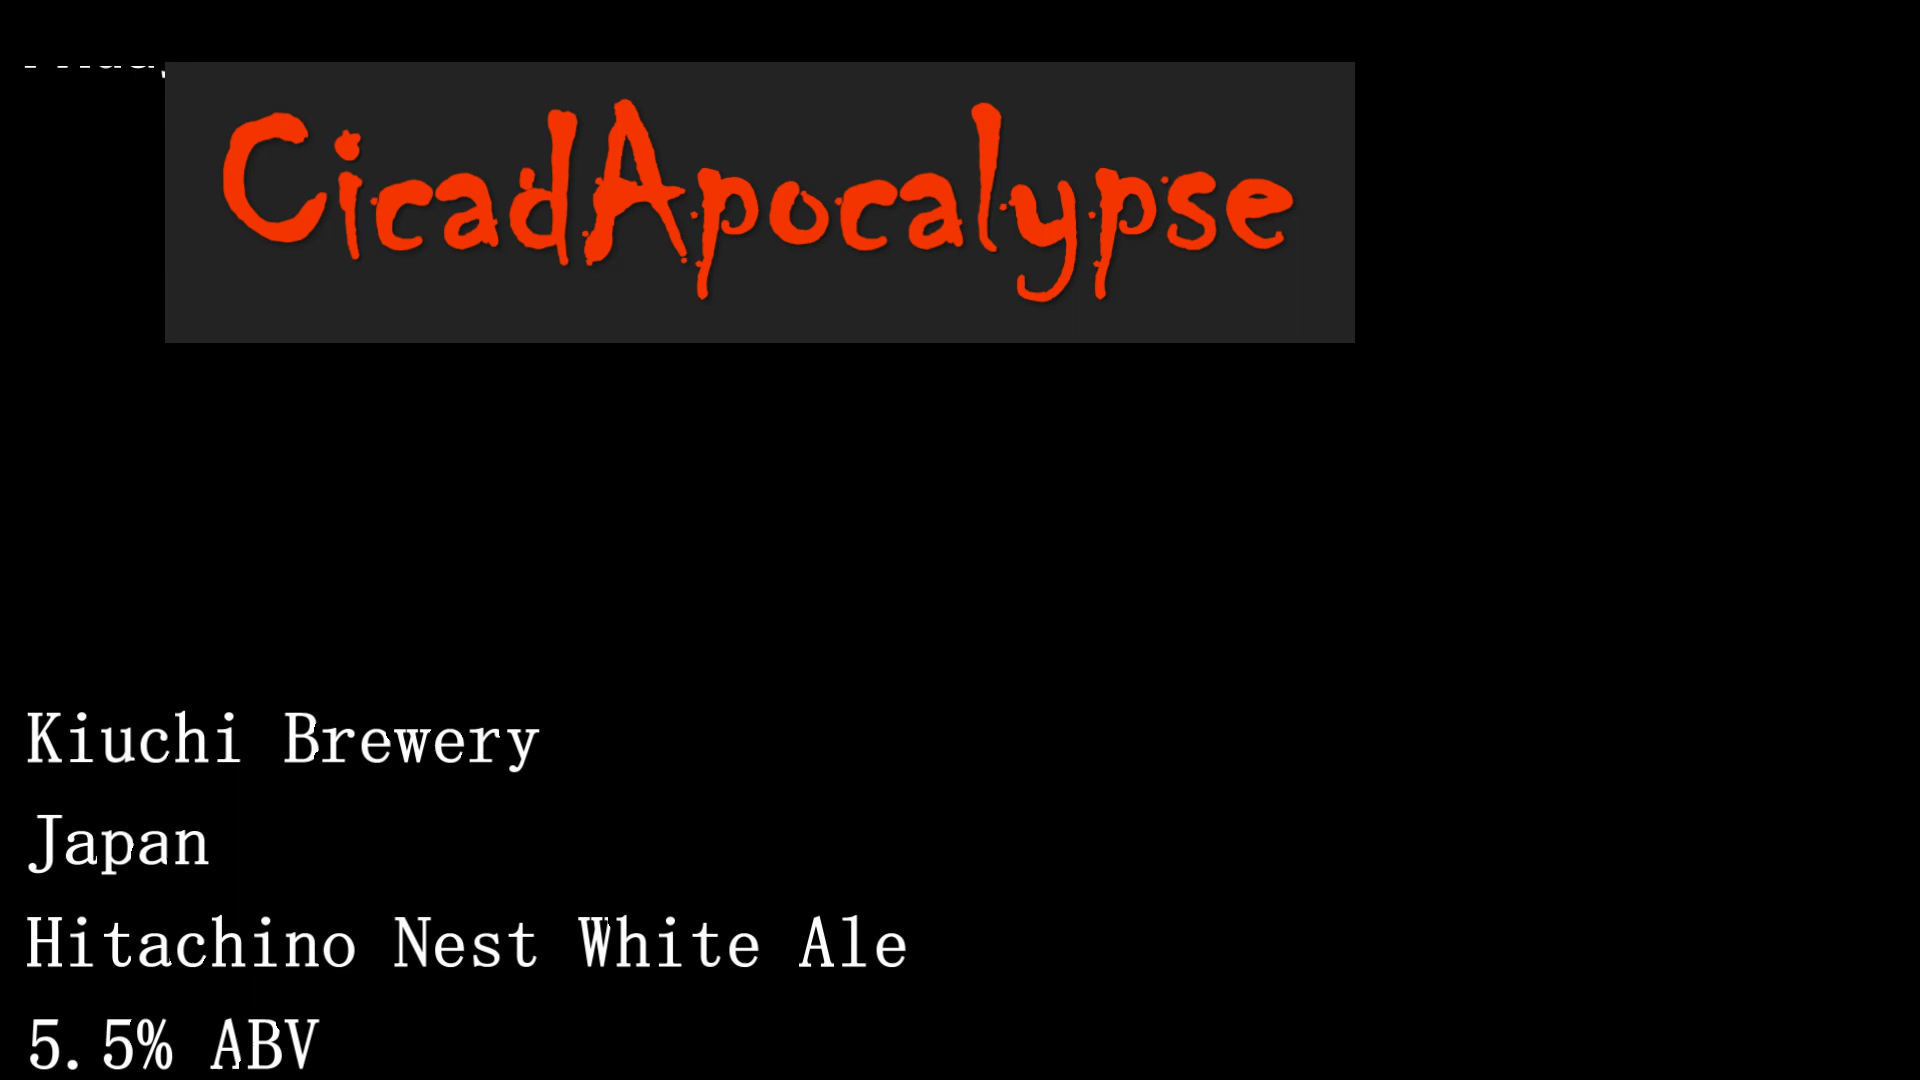 CicadApocalypse
Kiuchi Brewery
Japan
Hitachino Nest White Ale
5.5% ABV